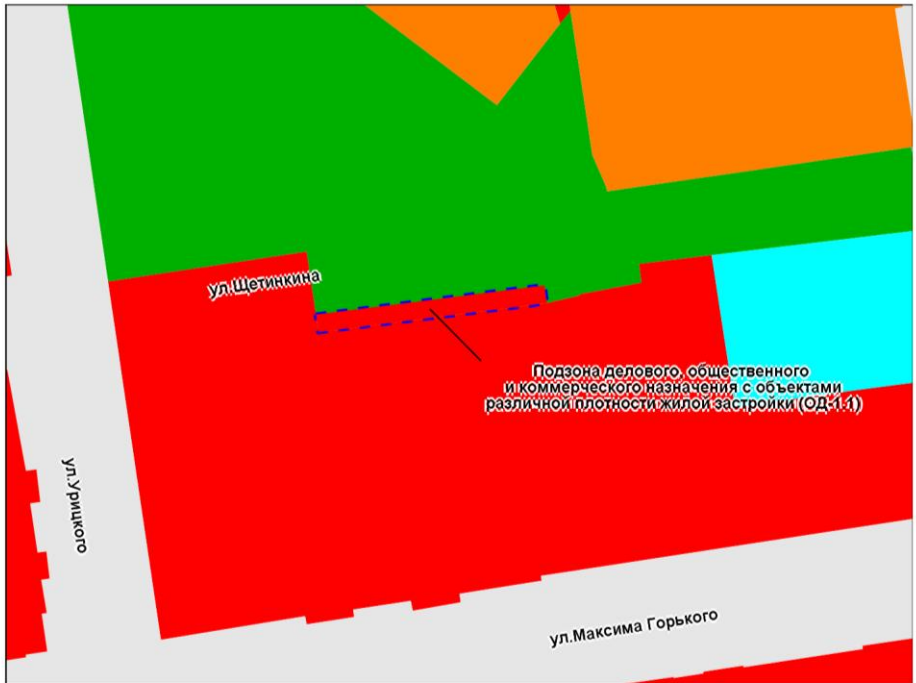 ул.Щетинкина
Подзона делового, общественного
и коммерческого назначения с объектами
различной плотности жилой застройки (ОД-1.1)
ул.Урицкого
ул.Максима Горького